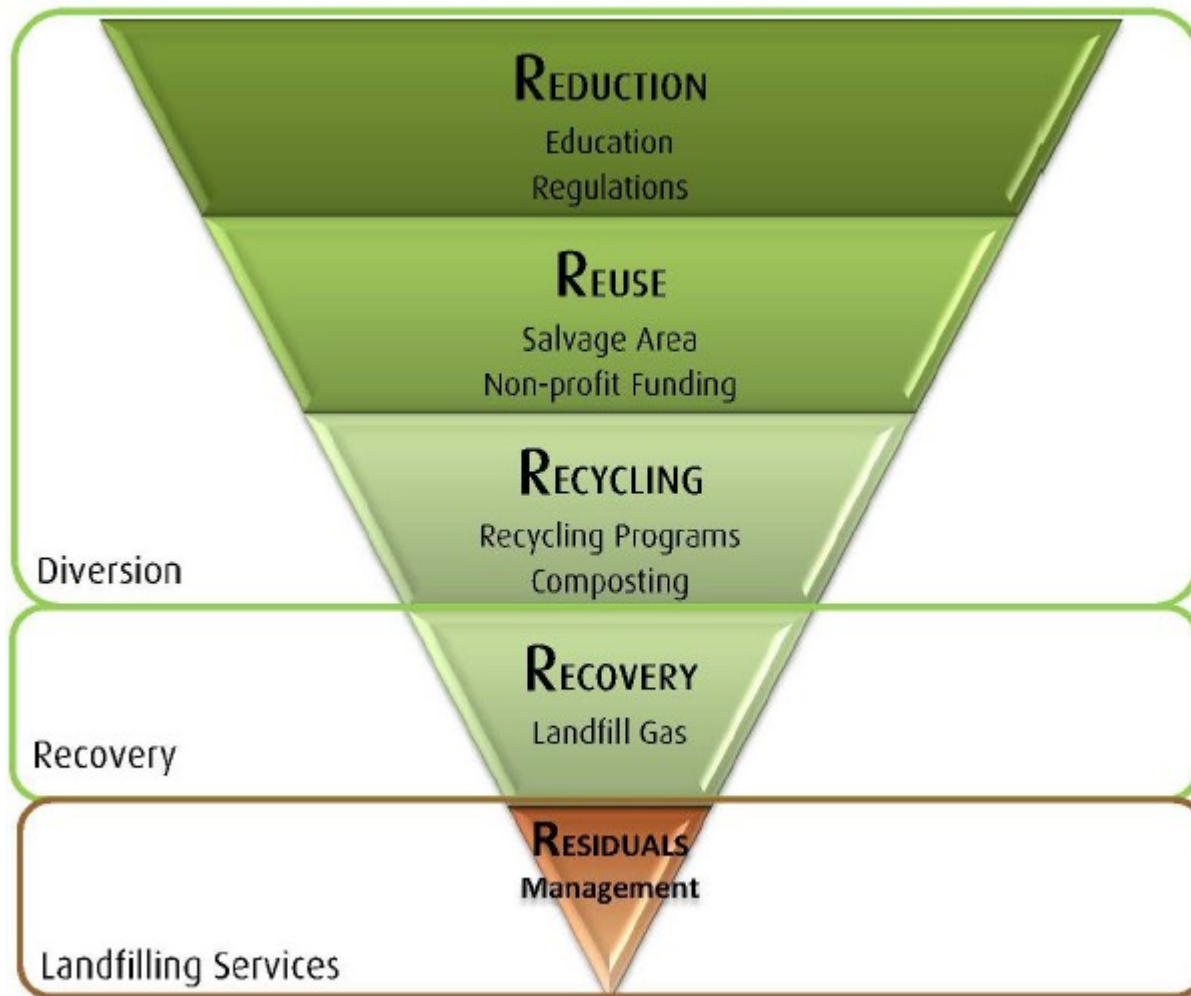 REDUCTION
Education
Regulations
REUSE
Salvage Area
Non-profit Funding
RECYCLING
Recycling Programs
Composting
Diversion
RECOVERY
Landfill Gas
Recovery
RESIDUALS
Management
Landfilling Services